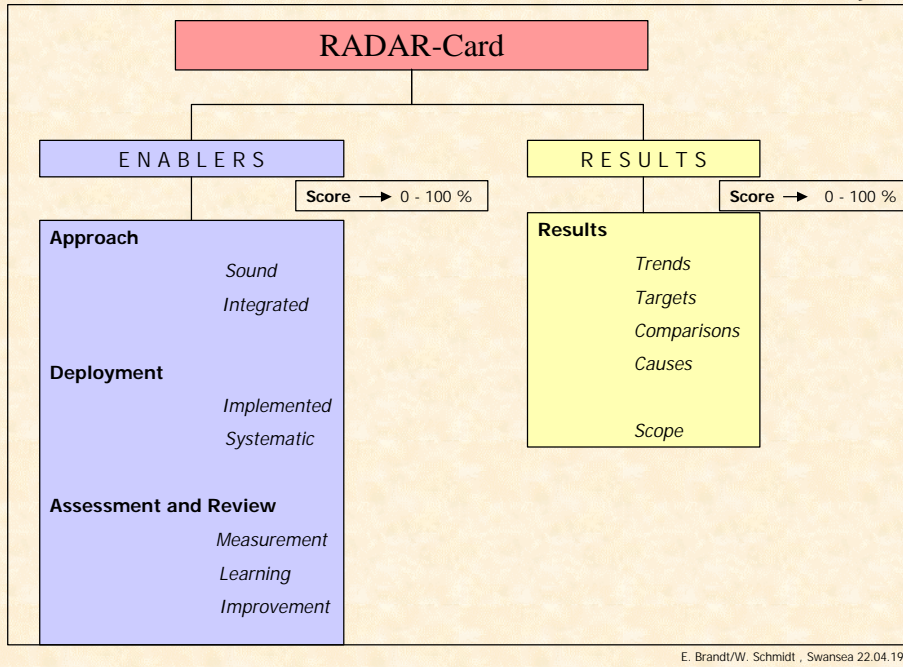 RADAR-Card
ENABLERS
Score → 0 - 100 %
Approach
Sound
Integrated
Deployment
Implemented
Systematic
Assessment and Review
Measurement
Learning
Improvement
RESULTS
Score → 0 - 100 %
Results
Trends
Targets
Comparisons
Causes
Scope
E. Brandt/W. Schmidt , Swansea 22.04.19